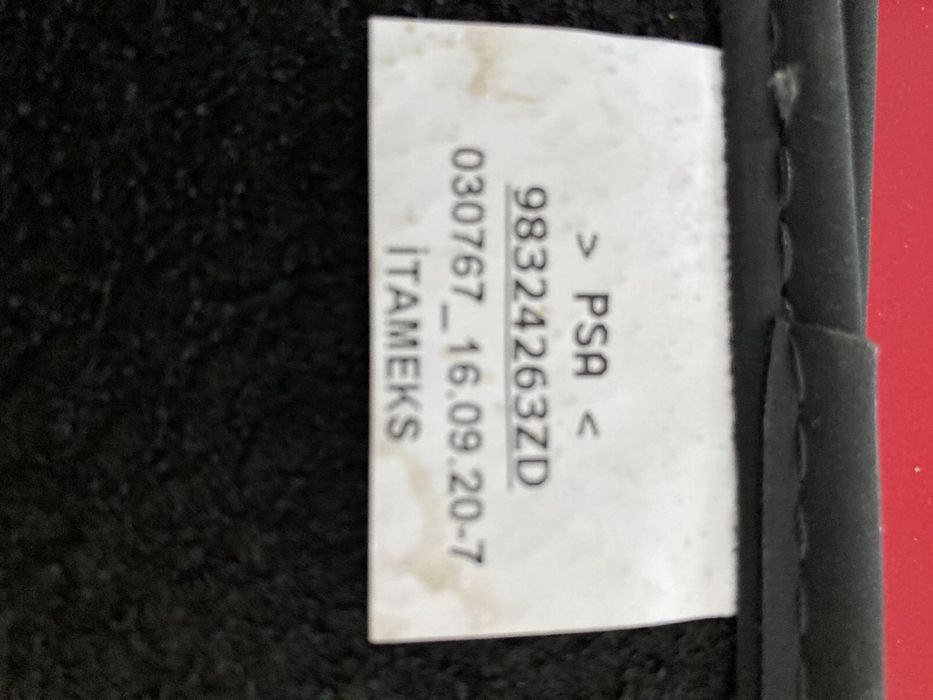 > PSA <
98324263ZD
030767_16.09.20-7
İTAMEKS